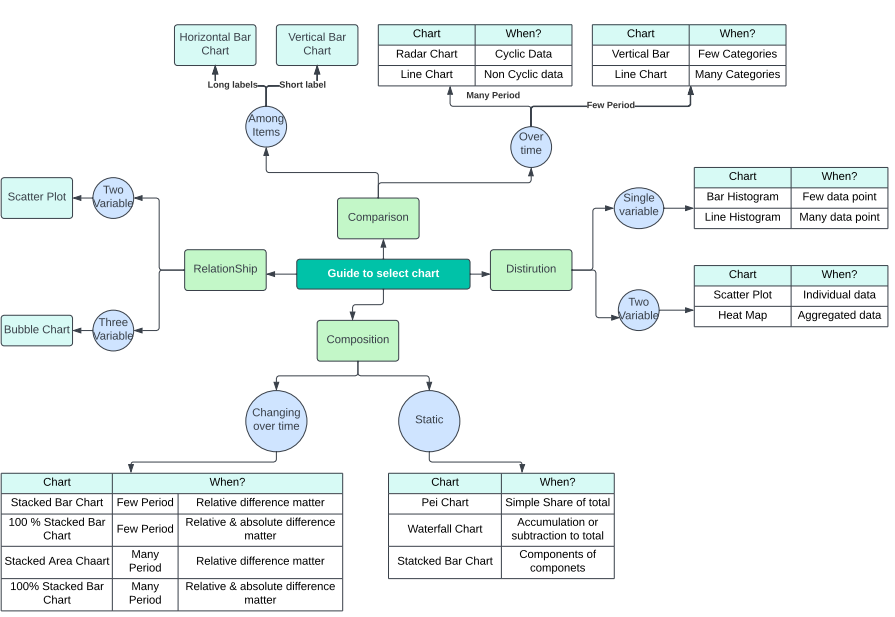 Horizontal Bar
Chart
Vertical Bar
Chart
Chart When?
Radar Chart Cyclic Data
Line Chart Non Cyclic data
Chart When?
Vertical Bar Few Categories
Line Chart Many Categories
Long labels
Short label
Many Period
Few Period
Among
Items
Over
time
Scatter Plot
Two
Variable
Comparison
Single
variable
Chart When?
Bar Histogram Few data point
Line Histogram Many data point
RelationShip
Guide to select chart
Distirution
Bubble Chart
Three
Variable
Composition
Two
Variable
Chart When?
Scatter Plot Individual data
Heat Map Aggregated data
Changing
over time
Static
Chart When?
Stacked Bar Chart Few Period Relative difference matter
100 % Stacked Bar
Chart
Few Period
Relative & absolute difference
matter
Stacked Area Chaart
Many
Period
Relative difference matter
100% Stacked Bar
Chart
Many
Period
Relative & absolute difference
matter
Chart When?
Pei Chart Simple Share of total
Waterfall Chart
Accumulation or
subtraction to total
Statcked Bar Chart
Components of
componets